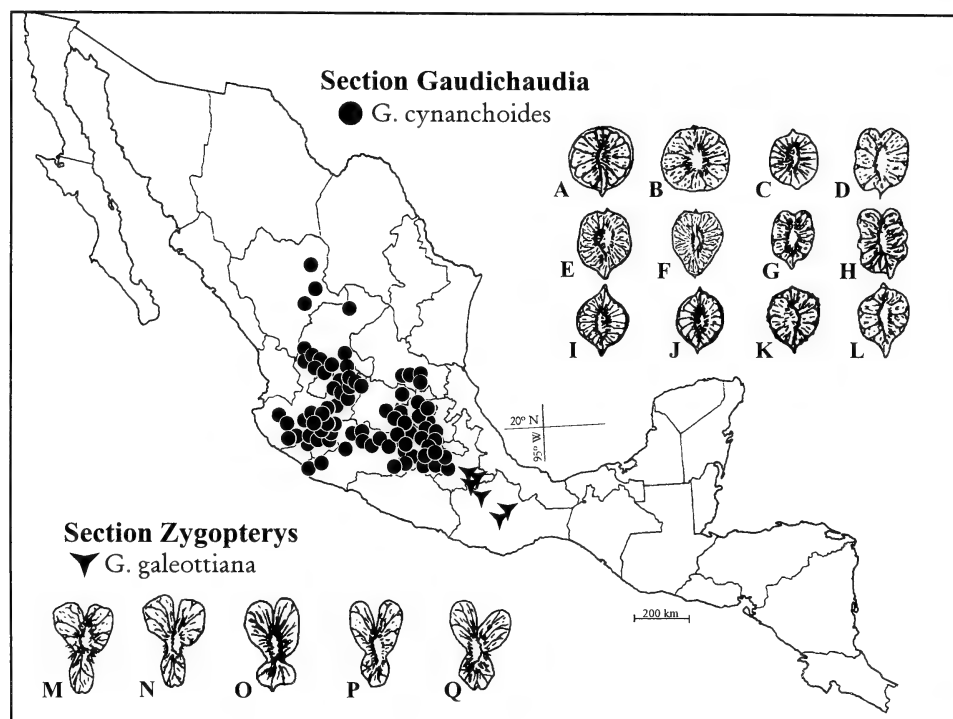 Section Gaudichaudia
G. cynanchoides
A
B
C
D
E
F
G
H
I
J
K
L
20° N
95° W
Section Zygopterys
G. galeottiana
200 km
M
N
O
P
Q